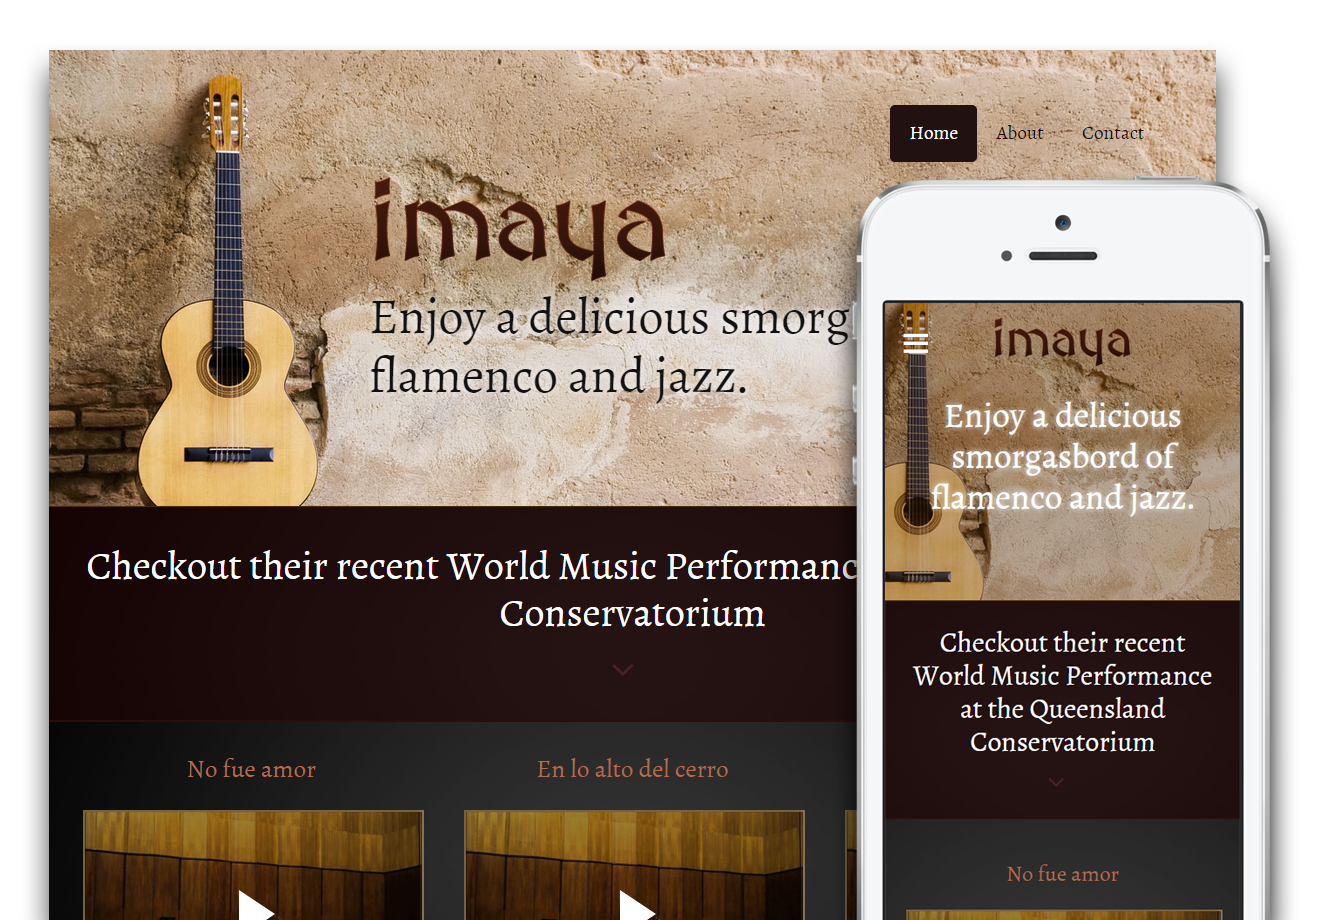 Home About Contact
imaya
Enjoy a delicious smorg
flamenco and jazz.
Checkout their recent World Music Performanc
Conservatorium
No fue amor En lo alto del cerro
imaya
Enjoy a delicious
smorgasbord of
flamenco and jazz.
Checkout their recent
World Music Performance
at the Queensland
Conservatorium
No fue amor